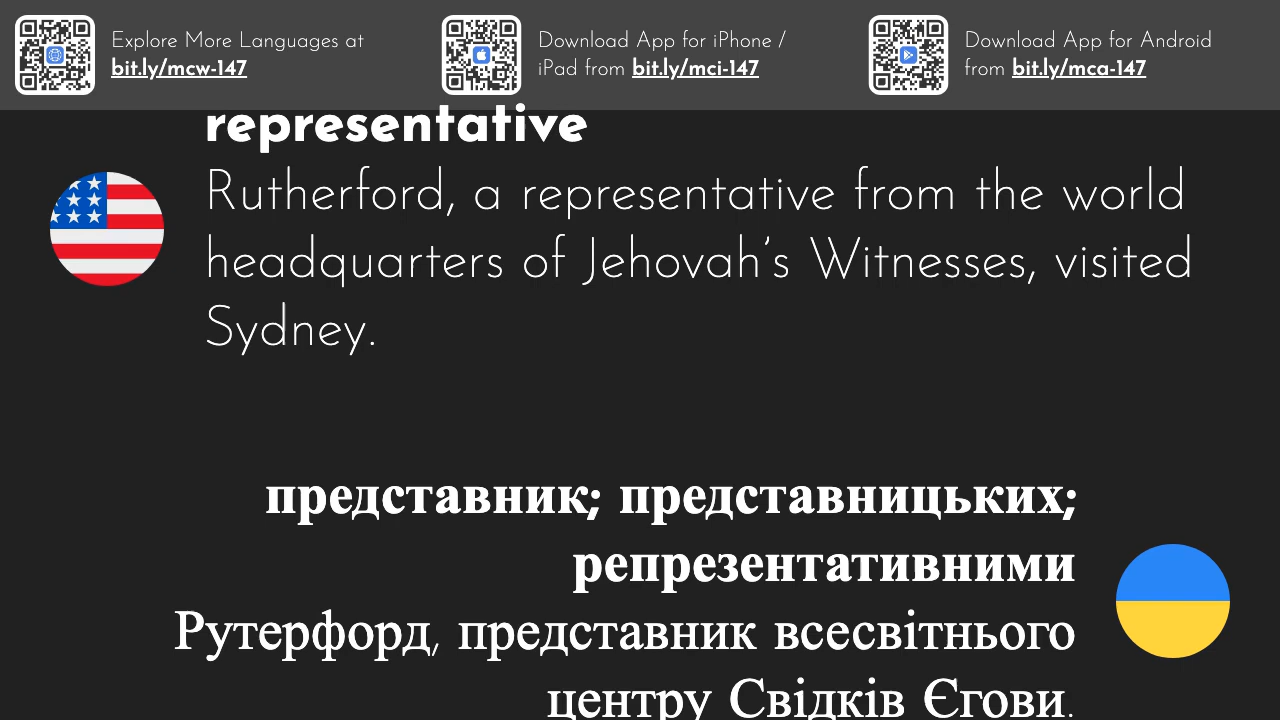 Explore More Languages at
bit.ly/mcw-147
Download App for iPhone /
iPad from bit.ly/mci-147
Download App for Android
from bit.ly/mca-147
representative
Rutherford, a representative from the world
headquarters of Jehovah’s Witnesses, visited
Sydney.
представник; представницьких;
репрезентативними
Рутерфорд, представник всесвітнього
центру Свідків Єгови.